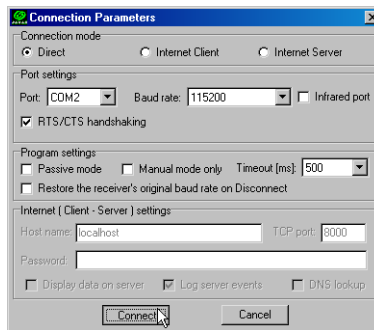 Connection Parameters
Connection mode
Direct Internet Client Internet Server
Port settings
Port: COM2 Baud rate: 115200 Infrared port
RTS/CTS handshaking
Program settings
Passive mode Manual mode only Timeout [ms]: 500
Restore the receiver's original baud rate on Disconnect
Internet ( Client - Server ) settings
Host name: localhost TCP port: 8000
Password:
Display data on server Log server events DNS lookup
Connect Cancel